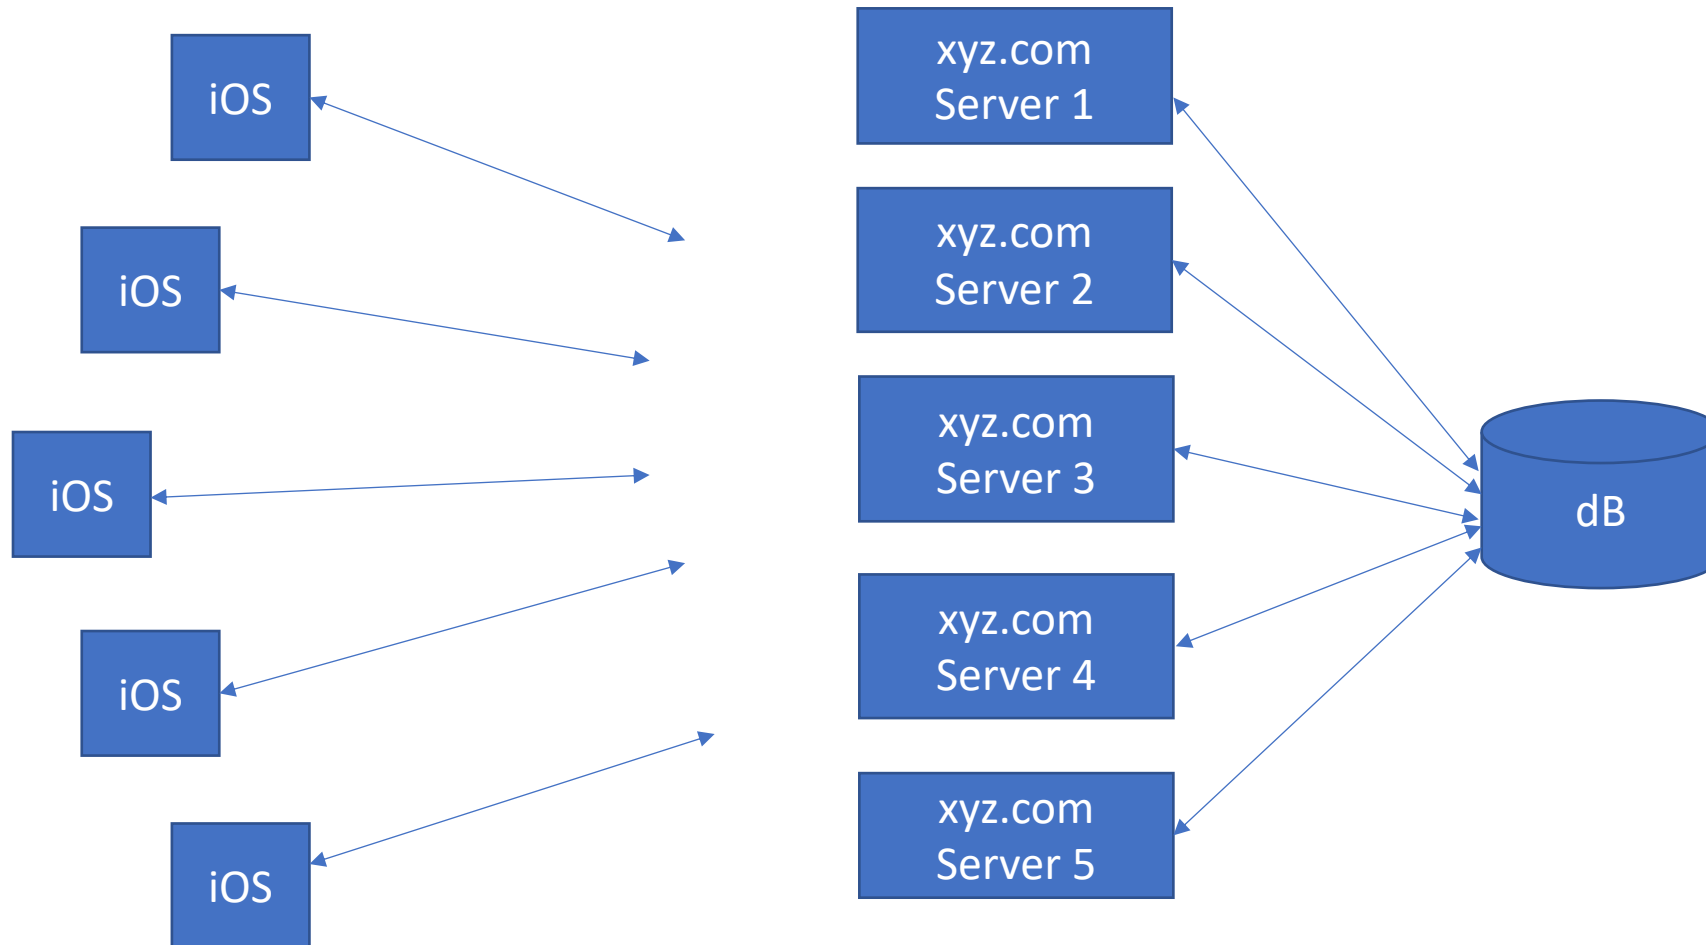 iOS
iOS
iOS
iOS
iOS
xyz.com
Server 1
xyz.com
Server 2
xyz.com
Server 3
xyz.com
Server 4
xyz.com
Server 5
dB